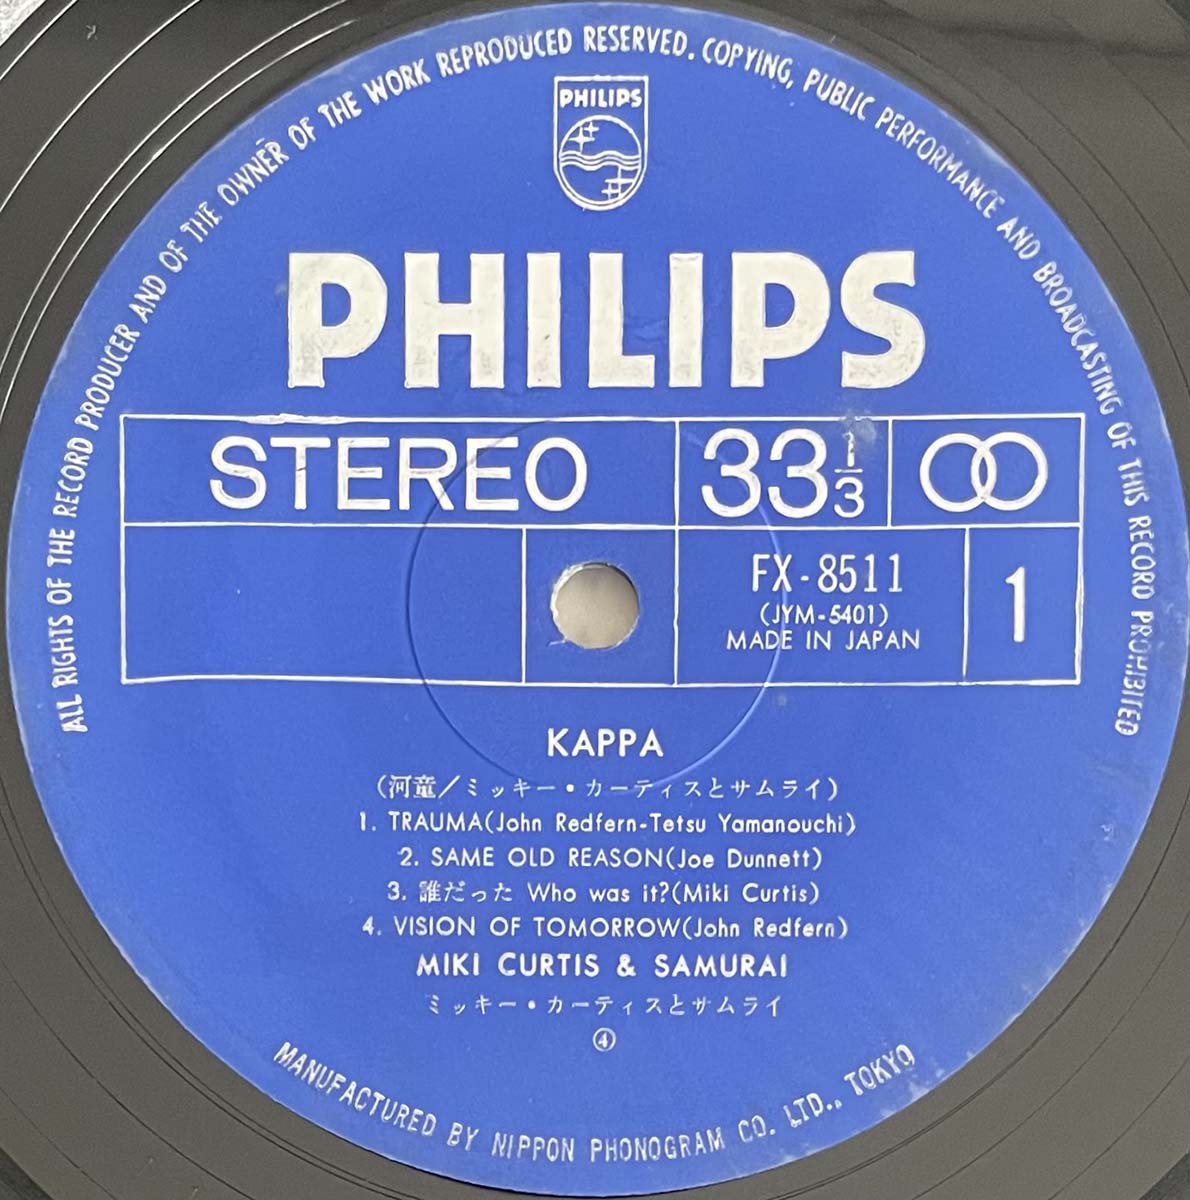 ALL RIGHTS OF THE RECORD PRODUCER AND OF THE OWNER OF THE WORK REPRODUCED RESERVED. COPYING, PUBLIC PERFORMANCE AND BROADCASTING OF THIS RECORD PROHIBITED
PHILIPS
PHILIPS
STEREO 33 1/3
FX-8511 1
(JYM-5401)
MADE IN JAPAN
KAPPA
(河童/ミッキー・カーティスとサムライ)
1. TRAUMA(John Redfern-Tetsu Yamanouchi)
2. SAME OLD REASON(Joe Dunnett)
3. 誰だった Who was it?(Miki Curtis)
4. VISION OF TOMORROW(John Redfern)
MIKI CURTIS & SAMURAI
ミッキー・カーティスとサムライ
④
MANUFACTURED BY NIPPON PHONOGRAM CO. LTD., TOKYO